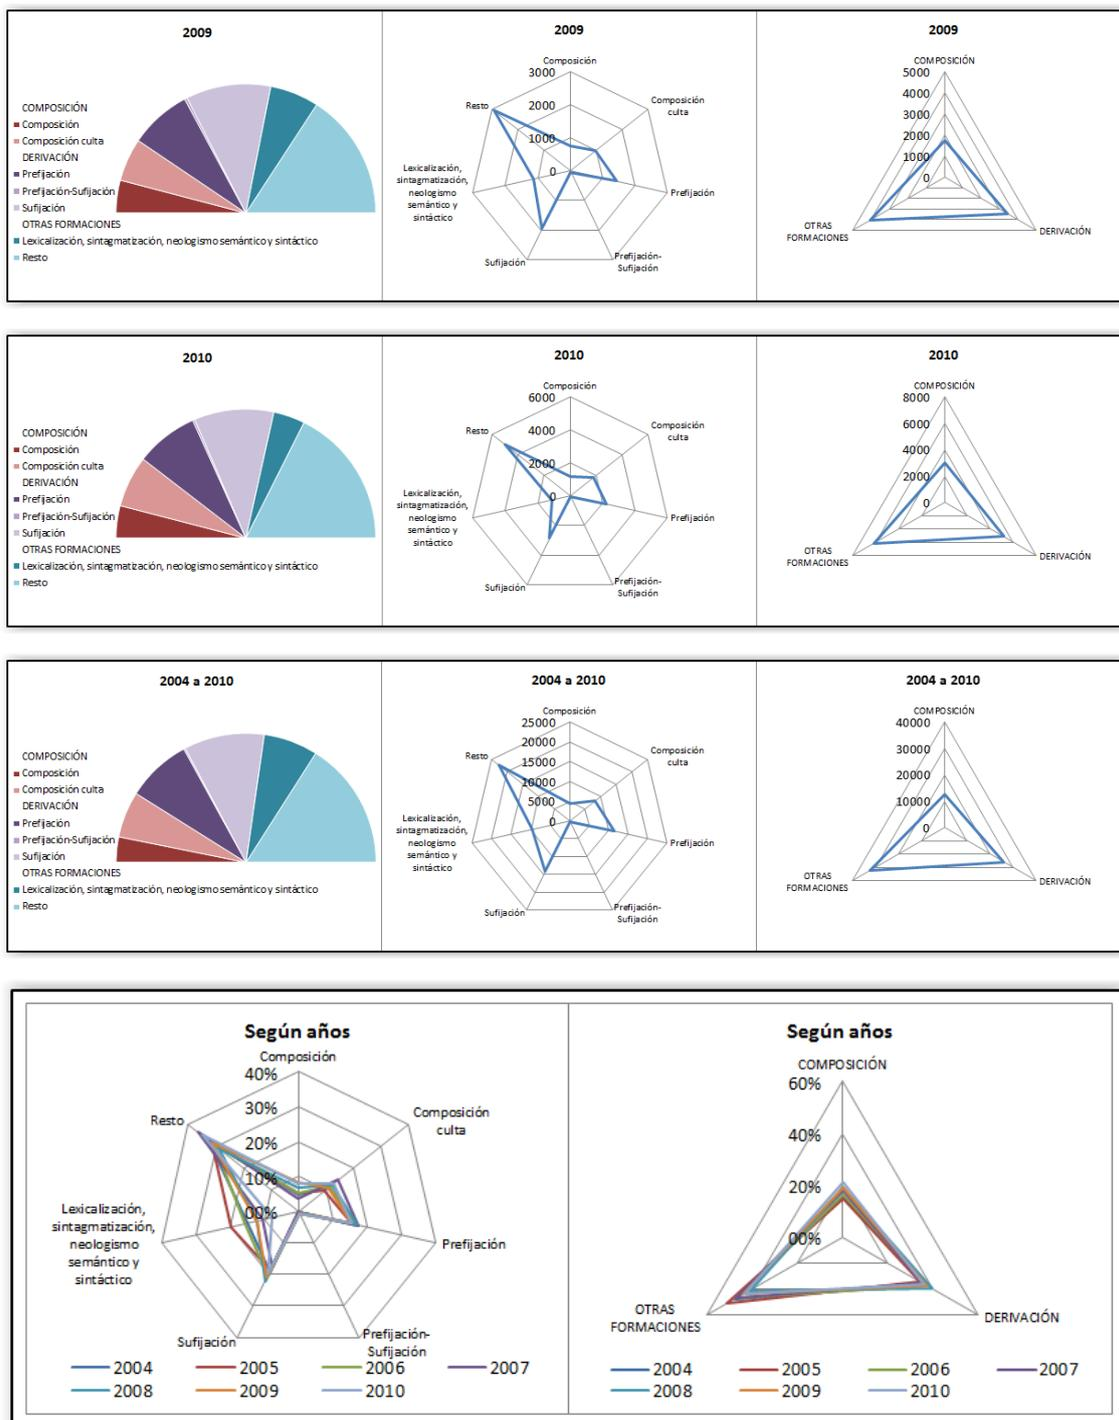 2009
COMPOSICIÓN
Composición
Composición culta
DERIVACIÓN
Prefijación
Prefijación-Sufijación
Sufijación
OTRAS FORMACIONES
Lexicalización, sintagmatización, neologismo semántico y sintáctico
Resto
2009
Composición
3000
2000
1000
0
Composición
culta
Prefijación
Prefijación-
Sufijación
Sufijación
Lexicalización,
sintagmatización,
neologismo
semántico y
sintáctico
Resto
2009
COMPOSICIÓN
5000
4000
3000
2000
1000
0
DERIVACIÓN
OTRAS
FORMACIONES
2010
COMPOSICIÓN
Composición
Composición culta
DERIVACIÓN
Prefijación
Prefijación-Sufijación
Sufijación
OTRAS FORMACIONES
Lexicalización, sintagmatización, neologismo semántico y sintáctico
Resto
2010
Composición
6000
4000
2000
0
Composición
culta
Prefijación
Prefijación-
Sufijación
Sufijación
Lexicalización,
sintagmatización,
neologismo
semántico y
sintáctico
Resto
2010
COMPOSICIÓN
8000
6000
4000
2000
0
DERIVACIÓN
OTRAS
FORMACIONES
2004 a 2010
COMPOSICIÓN
Composición
Composición culta
DERIVACIÓN
Prefijación
Prefijación-Sufijación
Sufijación
OTRAS FORMACIONES
Lexicalización, sintagmatización, neologismo semántico y sintáctico
Resto
2004 a 2010
Composición
25000
20000
15000
10000
5000
0
Composición
culta
Prefijación
Prefijación-
Sufijación
Sufijación
Lexicalización,
sintagmatización,
neologismo
semántico y
sintáctico
Resto
2004 a 2010
COMPOSICIÓN
40000
30000
20000
10000
0
DERIVACIÓN
OTRAS
FORMACIONES
Según años
Composición
40%
30%
20%
10%
00%
Composición
culta
Prefijación
Prefijación-
Sufijación
Sufijación
Lexicalización,
sintagmatización,
neologismo
semántico y
sintáctico
Resto
2004 2005 2006 2007
2008 2009 2010
Según años
COMPOSICIÓN
60%
40%
20%
00%
DERIVACIÓN
OTRAS
FORMACIONES
2004 2005 2006 2007
2008 2009 2010